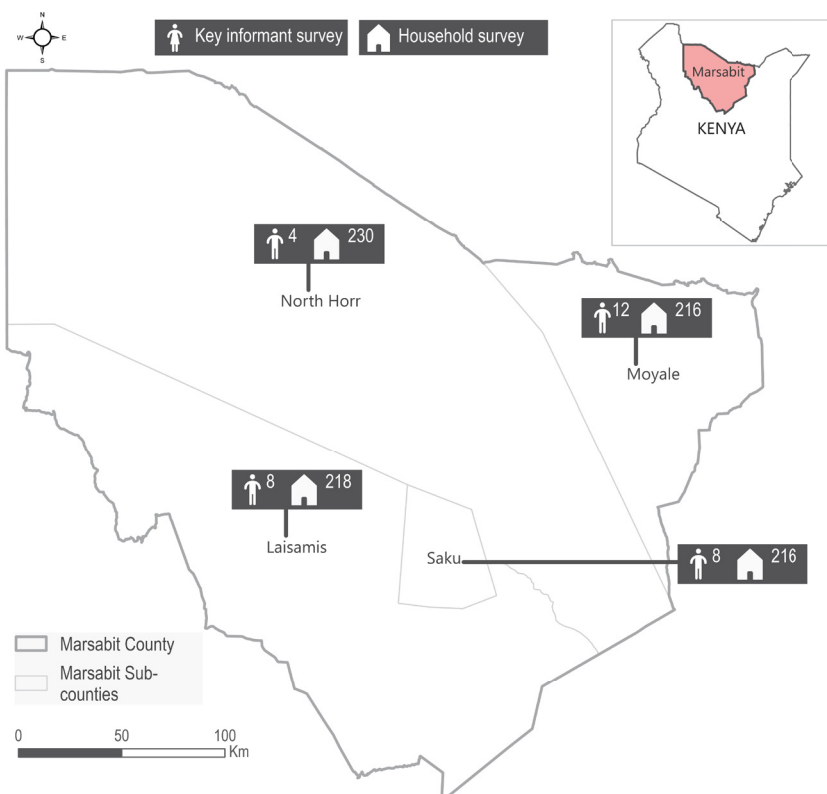 N
W
E
S
Key informant survey
Household survey
Marsabit
KENYA
4
230
North Horr
12
216
Moyale
8
218
Laisamis
Saku
8
216
Marsabit County
Marsabit Sub-
counties
0
50
100
Km